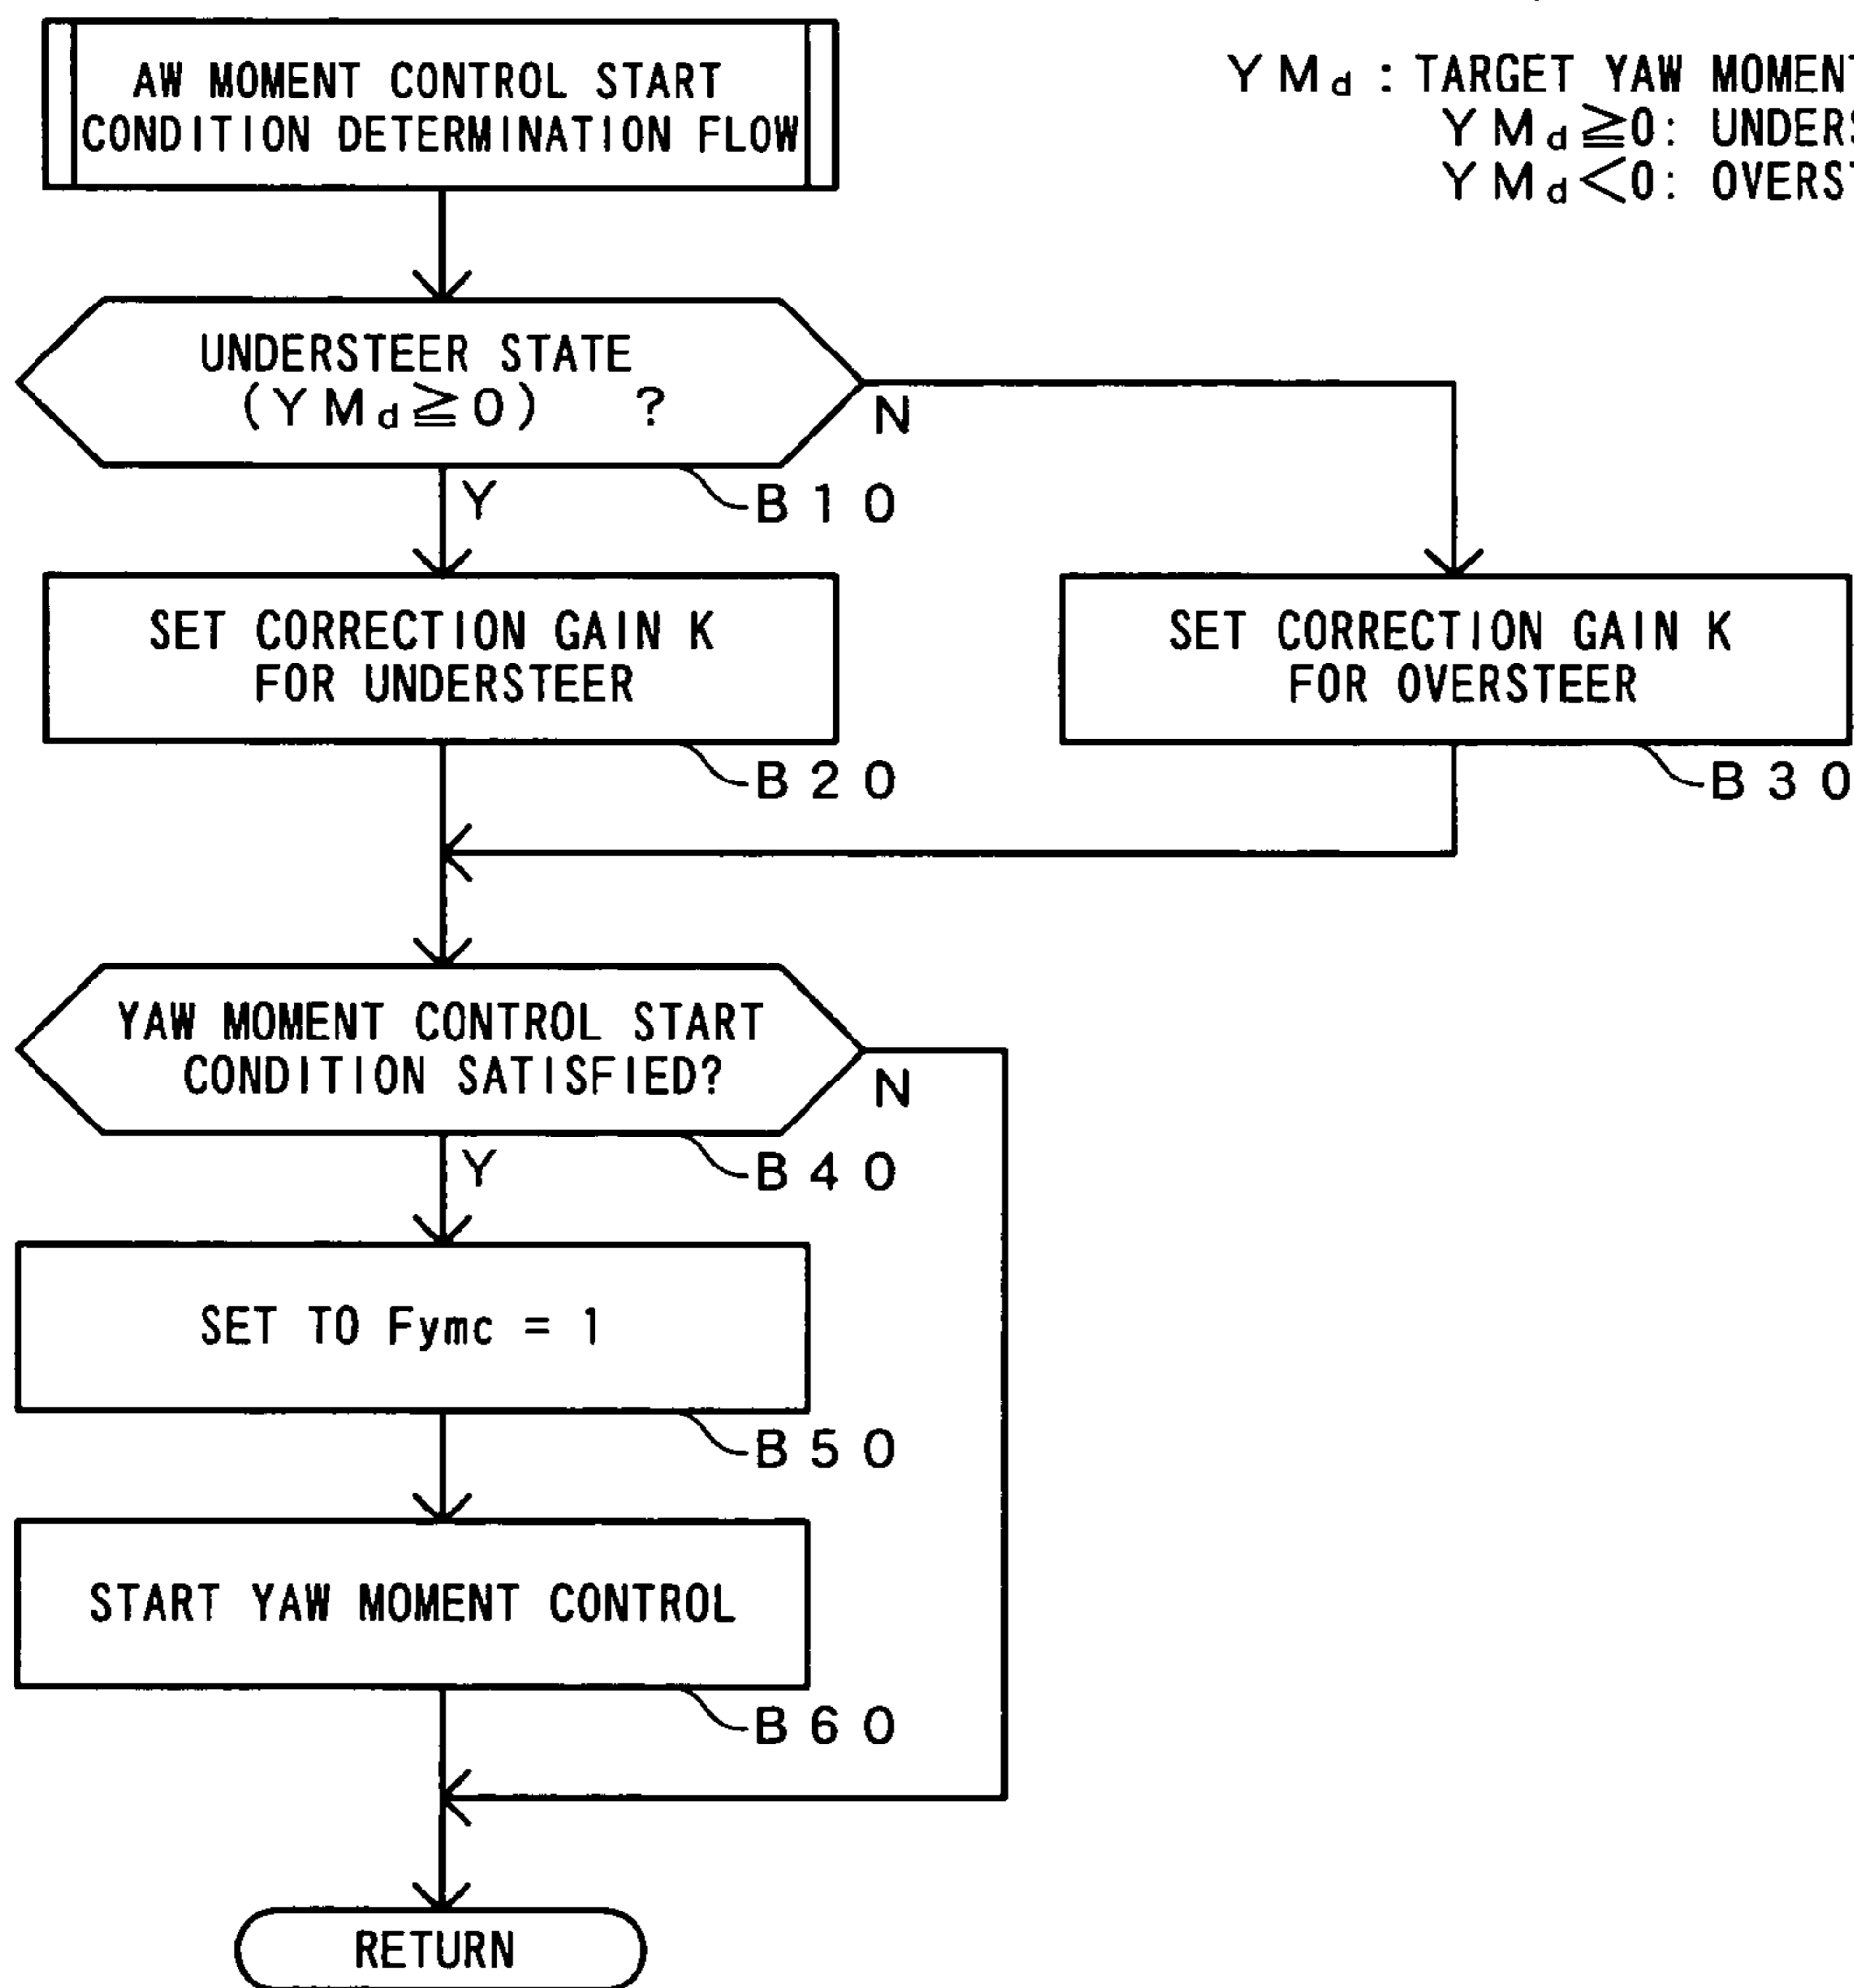 AW MOMENT CONTROL START
CONDITION DETERMINATION FLOW
YMd : TARGET YAW MOMENT
YMd≧0: UNDERS
YMd<0: OVERST
UNDERSTEER STATE
(YMd≧0) ?
N
Y
B10
SET CORRECTION GAIN K
FOR UNDERSTEER
B20
SET CORRECTION GAIN K
FOR OVERSTEER
B30
YAW MOMENT CONTROL START
CONDITION SATISFIED?
N
Y
B40
SET TO Fymc = 1
B50
START YAW MOMENT CONTROL
B60
RETURN